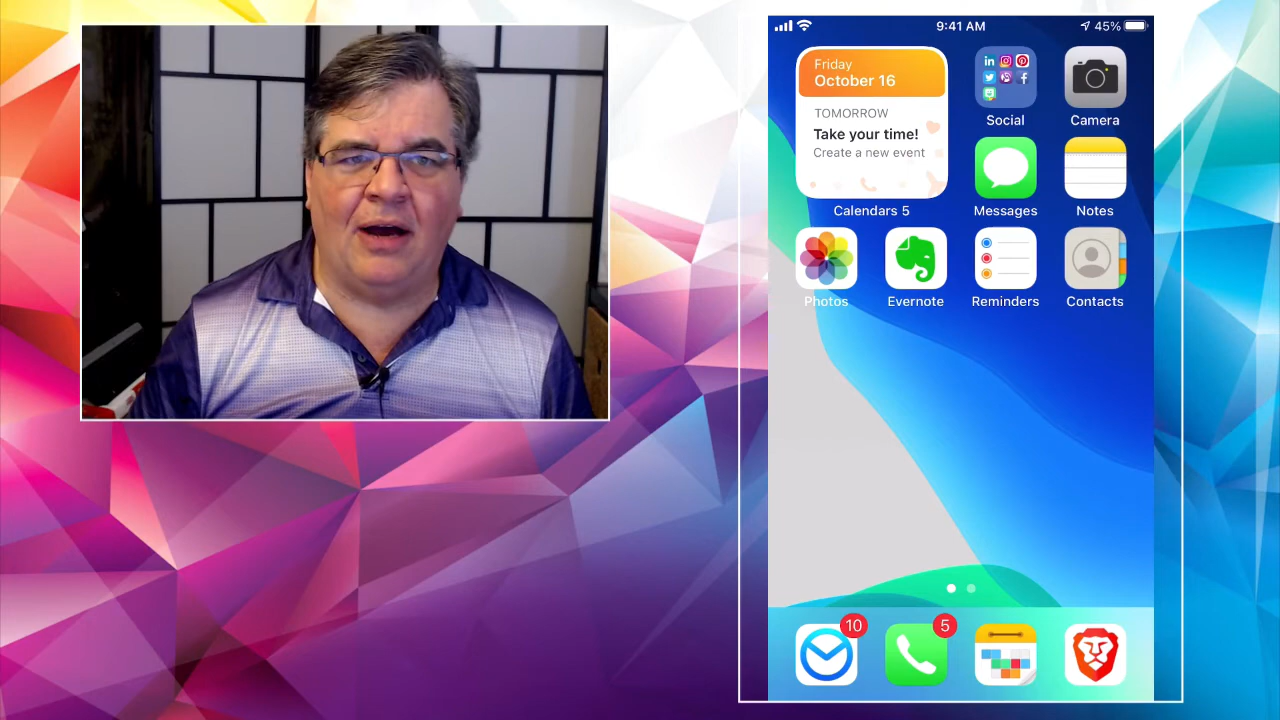 9:41 AM
45%
Friday
October 16
TOMORROW
Take your time!
Create a new event
Calendars 5
in
Social
Camera
Messages
Notes
Photos
Evernote
Reminders
Contacts
10
5